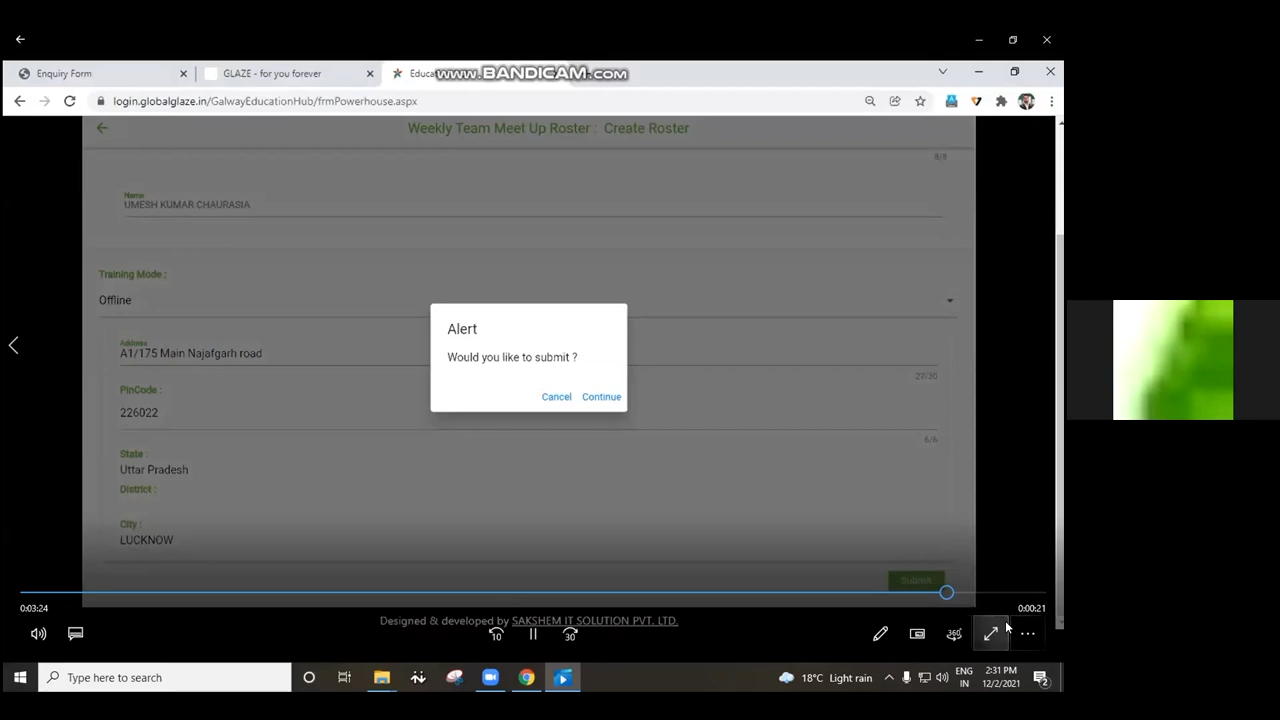 Enquiry Form
GLAZE - for you forever
Educa
www.BANDICAM.com
login.globalglaze.in/GalwayEducationHub/frmPowerhouse.aspx
Weekly Team Meet Up Roster : Create Roster
8/8
Name
UMESH KUMAR CHAURASIA
Training Mode :
Offline
Alert
Would you like to submit ?
Cancel Continue
Address
A1/175 Main Najafgarh road
27/30
PinCode :
226022
6/6
State :
Uttar Pradesh
District :
City :
LUCKNOW
Submit
0:03:24
0:00:21
Designed & developed by SAKSHEM IT SOLUTION PVT. LTD.
10
30
360
Type here to search
18°C Light rain
ENG
IN
2:31 PM
12/2/2021
2